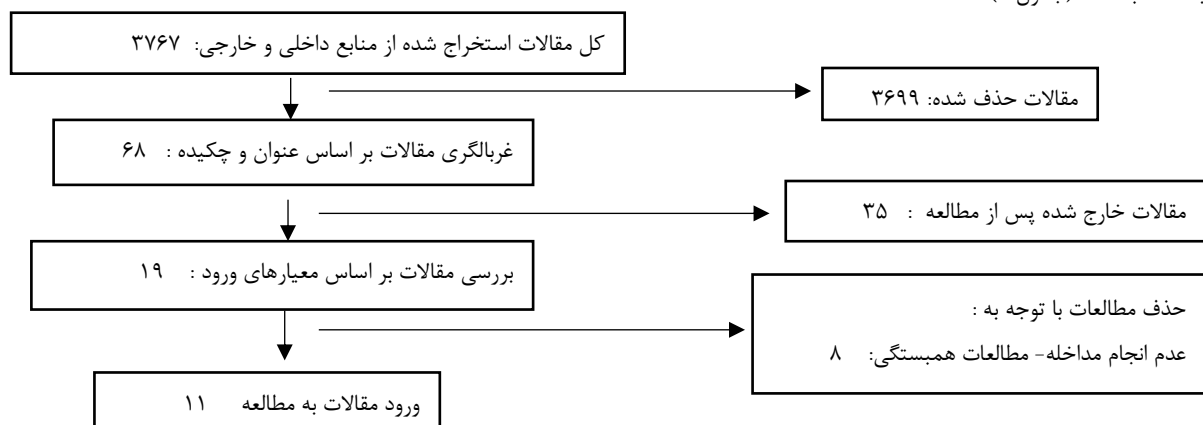 کل مقالات استخراج شده از منابع داخلی و خارجی: ۳۷۶۷
مقالات حذف شده: ۳۶۹۹
غربالگری مقالات بر اساس عنوان و چکیده : ۶۸
مقالات خارج شده پس از مطالعه : ۳۵
بررسی مقالات بر اساس معیارهای ورود : ۱۹
حذف مطالعات با توجه به :
عدم انجام مداخله- مطالعات همبستگی: ۸
ورود مقالات به مطالعه ۱۱